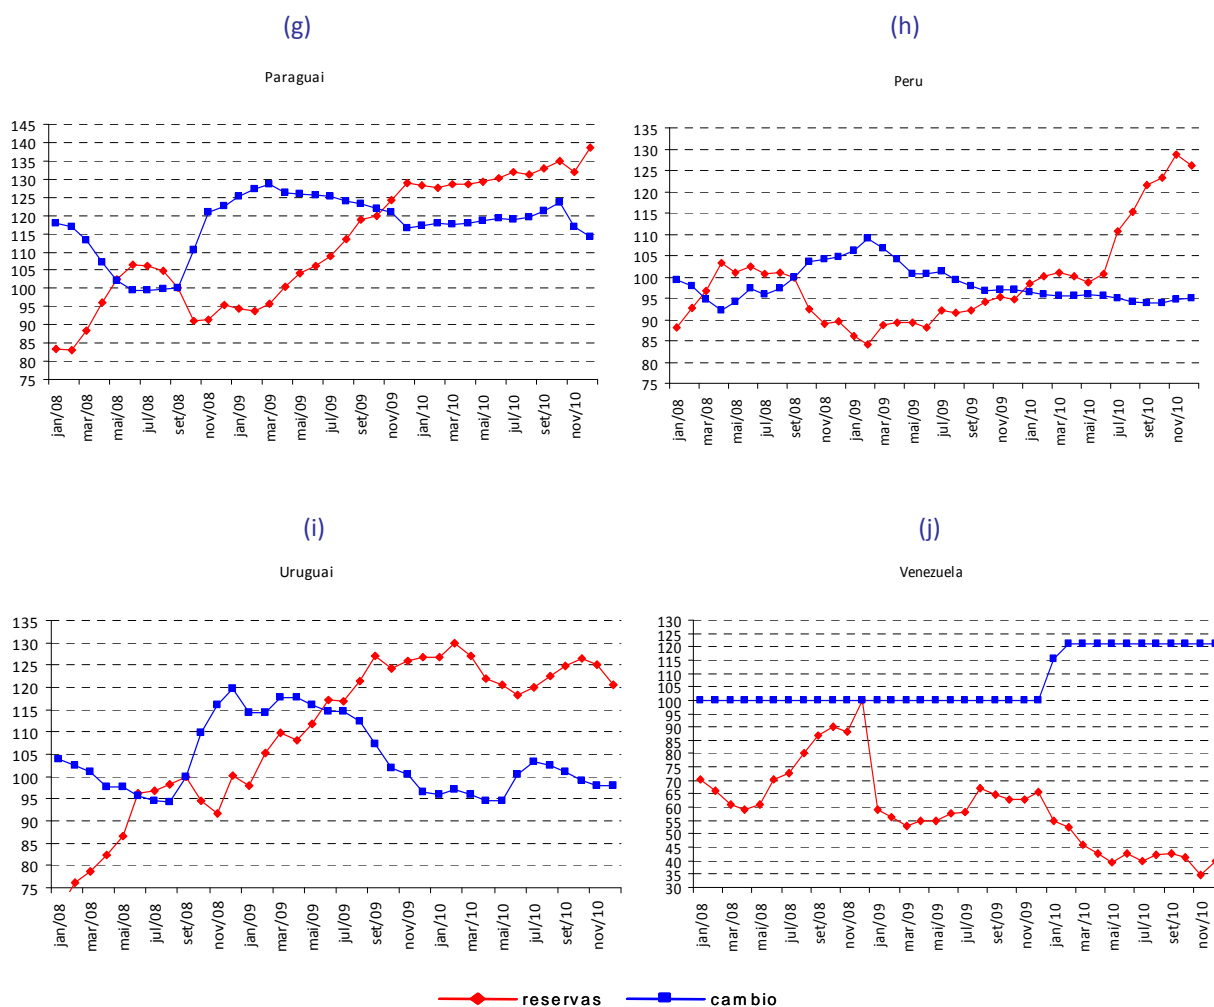 (g)
Paraguai
145
140
135
130
125
120
115
110
105
100
95
90
85
80
75
jan/08
mar/08
mai/08
jul/08
set/08
nov/08
jan/09
mar/09
mai/09
jul/09
set/09
nov/09
jan/10
mar/10
mai/10
jul/10
set/10
nov/10
(h)
Peru
135
130
125
120
115
110
105
100
95
90
85
80
75
jan/08
mar/08
mai/08
jul/08
set/08
nov/08
jan/09
mar/09
mai/09
jul/09
set/09
nov/09
jan/10
mar/10
mai/10
jul/10
set/10
nov/10
(i)
Uruguai
135
130
125
120
115
110
105
100
95
90
85
80
75
jan/08
mar/08
mai/08
jul/08
set/08
nov/08
jan/09
mar/09
mai/09
jul/09
set/09
nov/09
jan/10
mar/10
mai/10
jul/10
set/10
nov/10
(j)
Venezuela
130
125
120
115
110
105
100
95
90
85
80
75
70
65
60
55
50
45
40
35
30
jan/08
mar/08
mai/08
jul/08
set/08
nov/08
jan/09
mar/09
mai/09
jul/09
set/09
nov/09
jan/10
mar/10
mai/10
jul/10
set/10
nov/10
reservas cambio